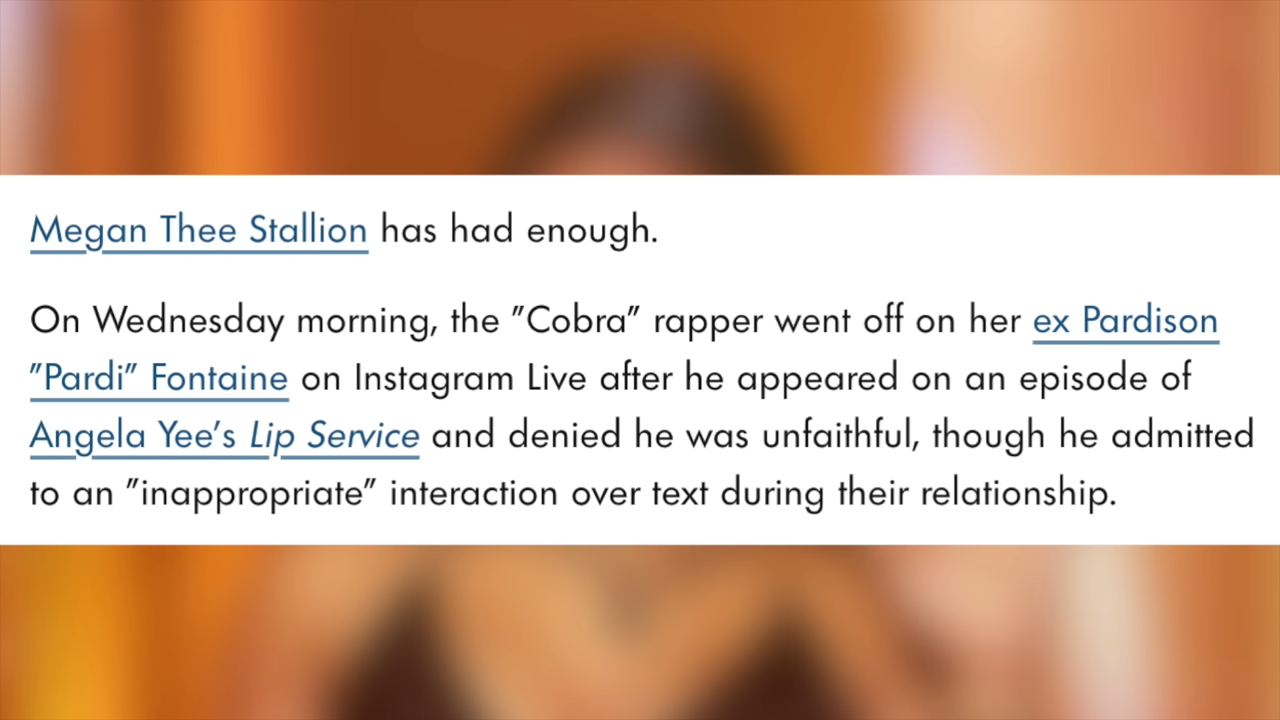 Megan Thee Stallion has had enough.
On Wednesday morning, the "Cobra" rapper went off on her ex Pardison
"Pardi" Fontaine on Instagram Live after he appeared on an episode of
Angela Yee's Lip Service and denied he was unfaithful, though he admitted
to an "inappropriate" interaction over text during their relationship.